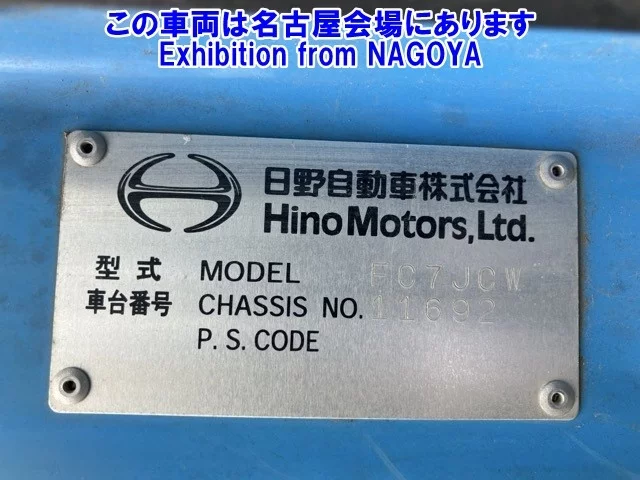 この車両は名古屋会場にあります
Exhibition from NAGOYA
日野自動車株式会社
Hino Motors, Ltd.
型式 MODEL FC7JCW
車台番号 CHASSIS NO. 11692
P. S. CODE